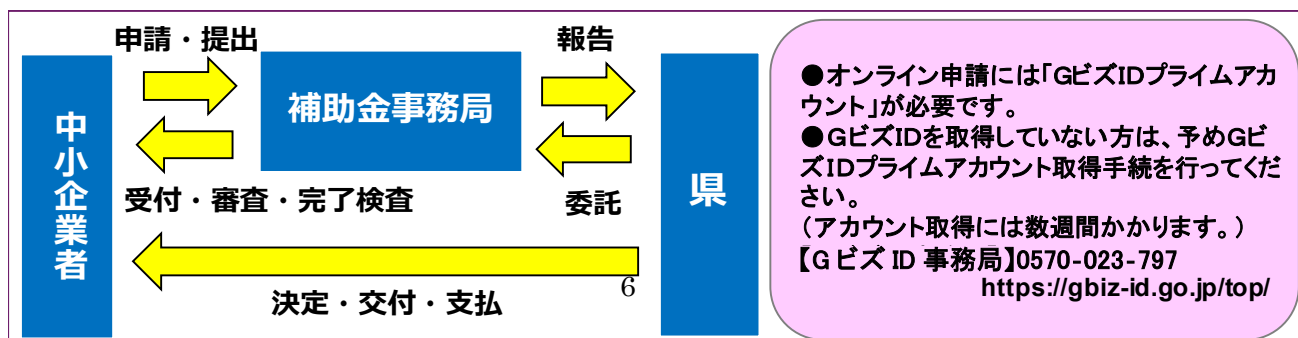 申請・提出
報告
補助金事務局
中小企業者
県
受付・審査・完了検査
委託
決定・交付・支払
6
●オンライン申請には「GビズIDプライムアカ
ウント」が必要です。
●GビズIDを取得していない方は、予めGビ
ズIDプライムアカウント取得手続を行ってくだ
さい。
（アカウント取得には数週間かかります。）
【Gビズ ID 事務局】0570-023-797
https://gbiz-id.go.jp/top/